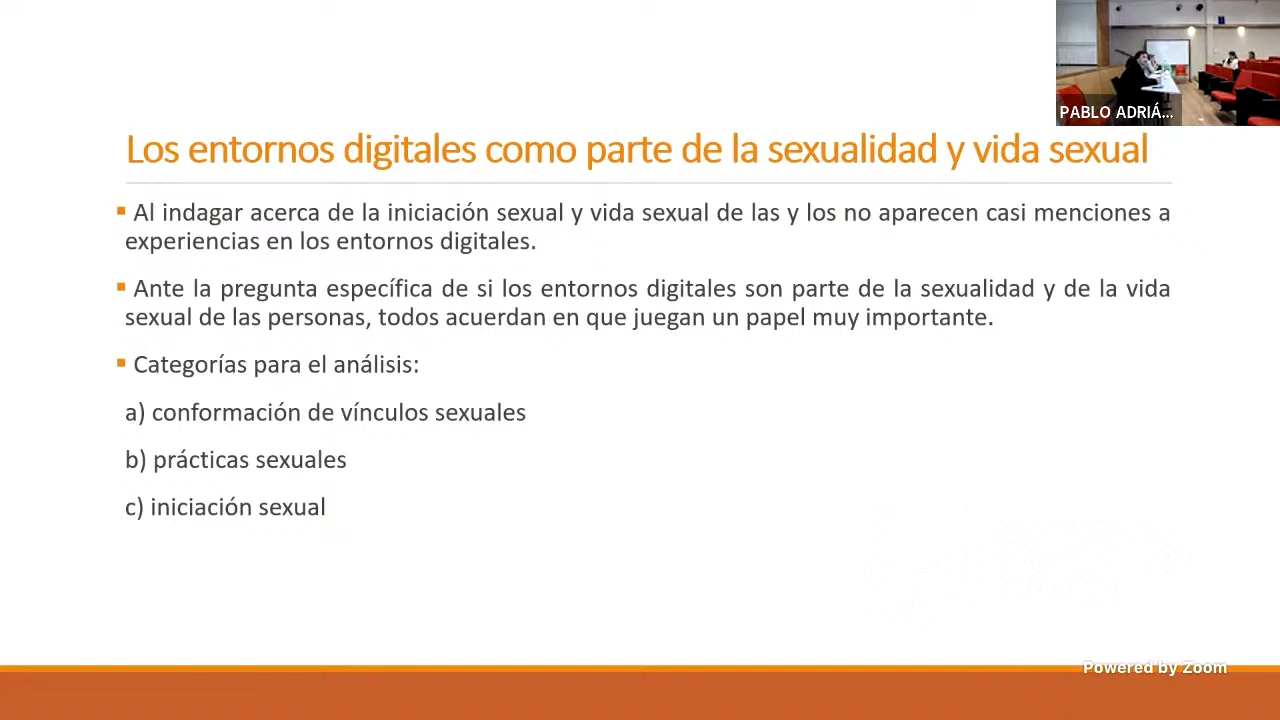 PABLO ADRIÁ...
Los entornos digitales como parte de la sexualidad y vida sexual
▪ Al indagar acerca de la iniciación sexual y vida sexual de las y los no aparecen casi menciones a
experiencias en los entornos digitales.
▪ Ante la pregunta específica de si los entornos digitales son parte de la sexualidad y de la vida
sexual de las personas, todos acuerdan en que juegan un papel muy importante.
▪ Categorías para el análisis:
a) conformación de vínculos sexuales
b) prácticas sexuales
c) iniciación sexual
Powered by Zoom